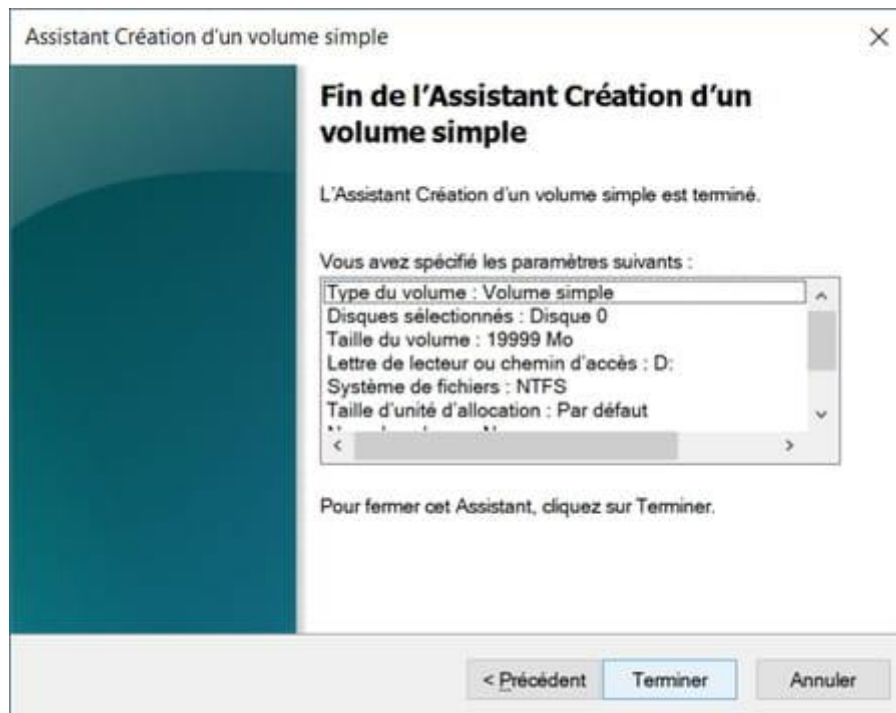 Assistant Création d'un volume simple
Fin de l'Assistant Création d'un
volume simple
L'Assistant Création d'un volume simple est terminé.
Vous avez spécifié les paramètres suivants :
Type du volume : Volume simple
Disques sélectionnés : Disque 0
Taille du volume : 19999 Mo
Lettre de lecteur ou chemin d'accès : D:
Système de fichiers : NTFS
Taille d'unité d'allocation : Par défaut
Pour fermer cet Assistant, cliquez sur Terminer.
< Précédent
Terminer
Annuler